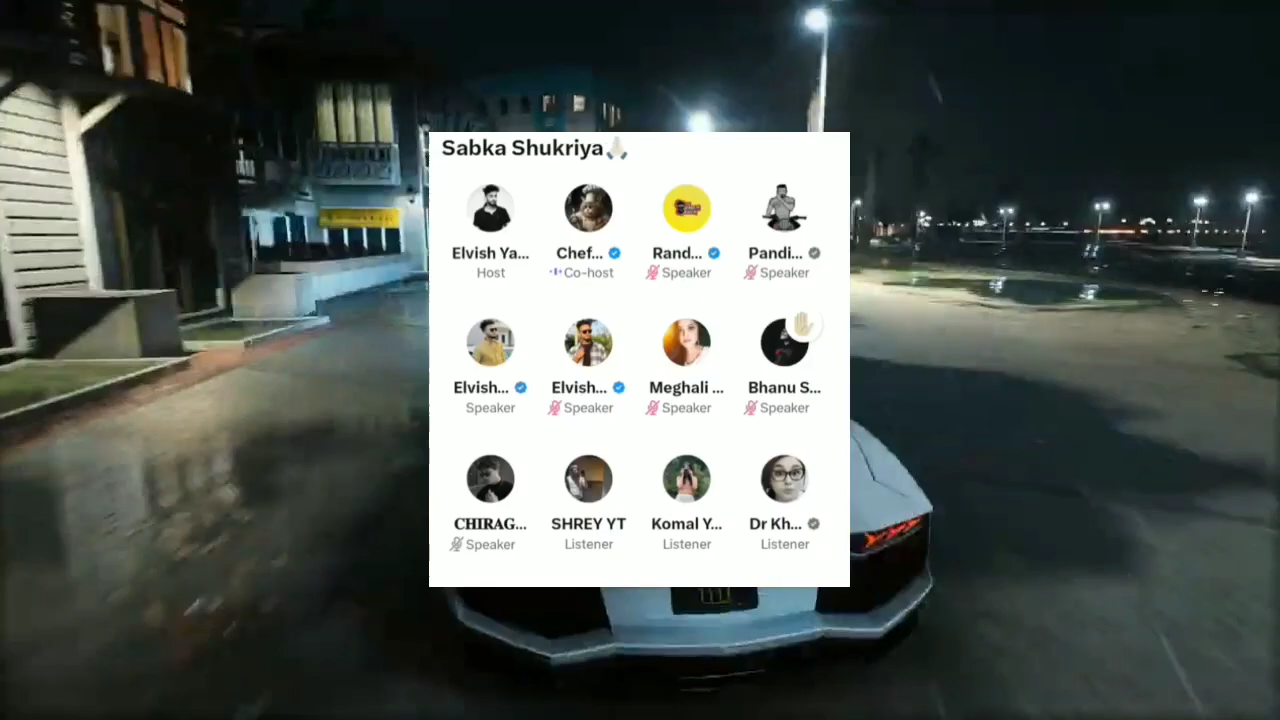 Sabka Shukriya🙏🏻
Elvish Ya... Chef... Rand... Pandi...
Host Co-host Speaker Speaker
Elvish... Elvish... Meghali ... Bhanu S...
Speaker Speaker Speaker Speaker
𝐂𝐇𝐈𝐑𝐀𝐆... SHREY YT Komal Y... Dr Kh...
Speaker Listener Listener Listener